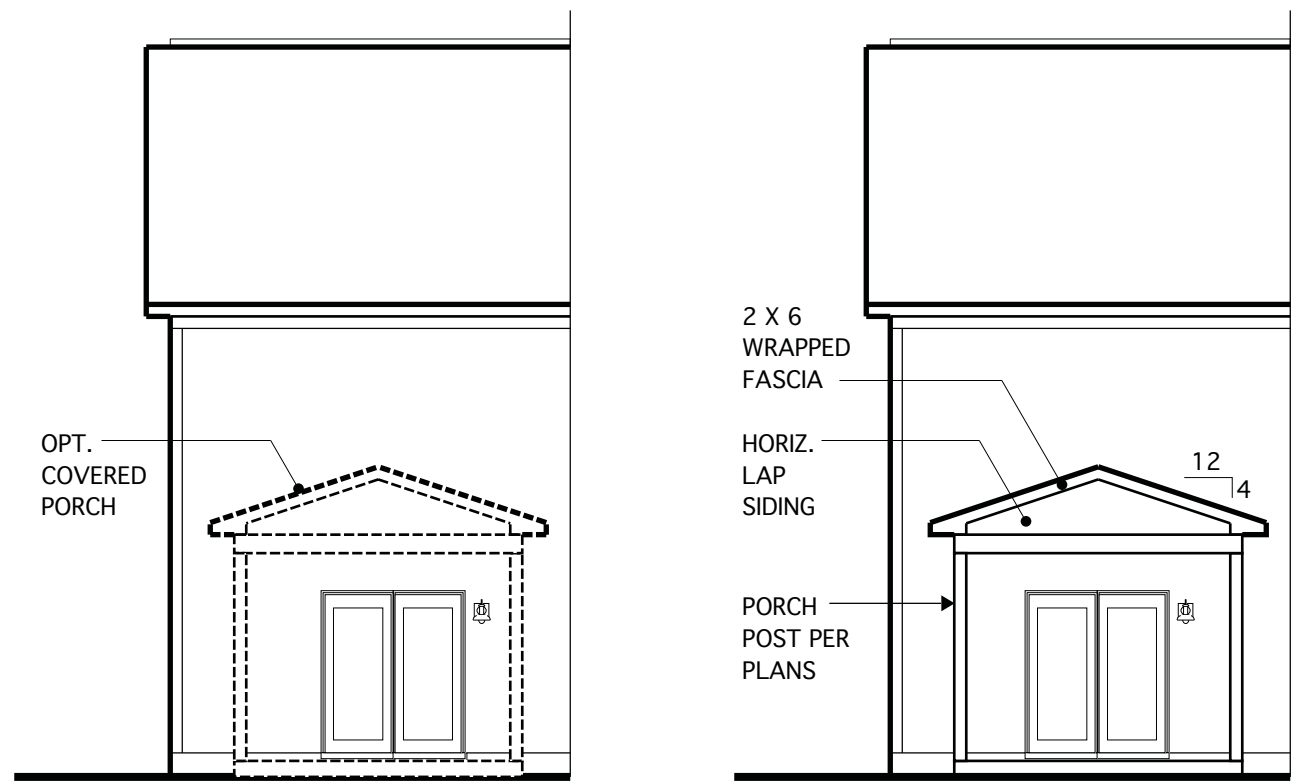 OPT.
COVERED
PORCH
2 X 6
WRAPPED
FASCIA
HORIZ.
LAP
SIDING
12
4
PORCH
POST PER
PLANS